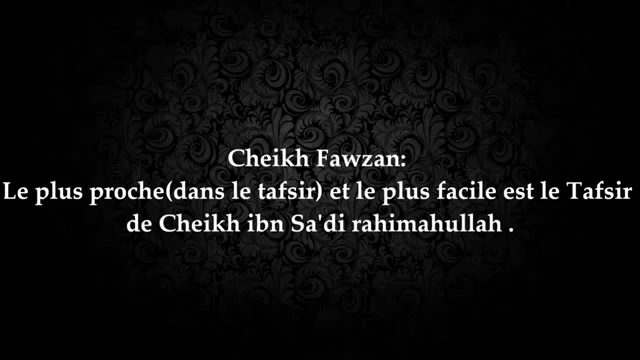 Cheikh Fawzan:
Le plus proche(dans le tafsir) et le plus facile est le Tafsir
de Cheikh ibn Sa'di rahimahullah .